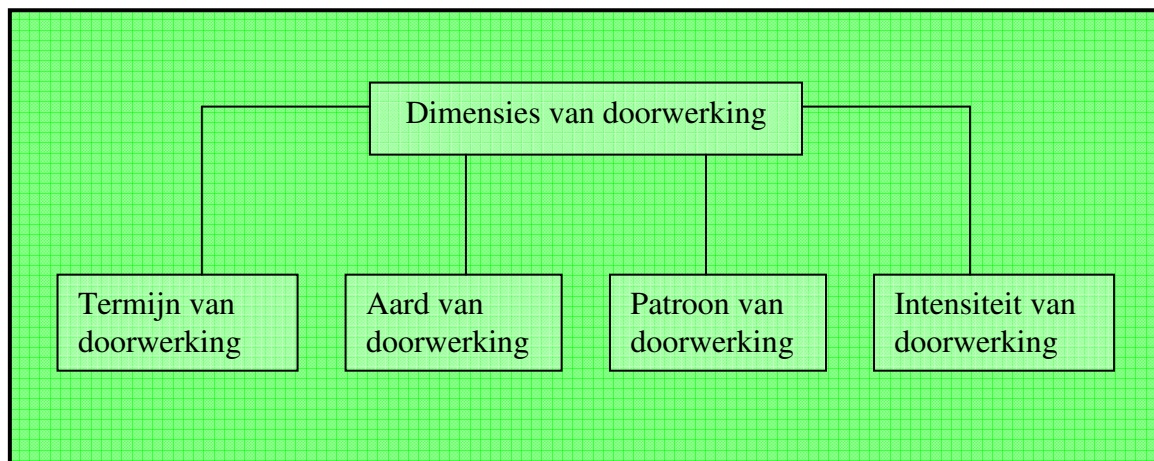 Dimensies van doorwerking
Termijn van
doorwerking
Aard van
doorwerking
Patroon van
doorwerking
Intensiteit van
doorwerking